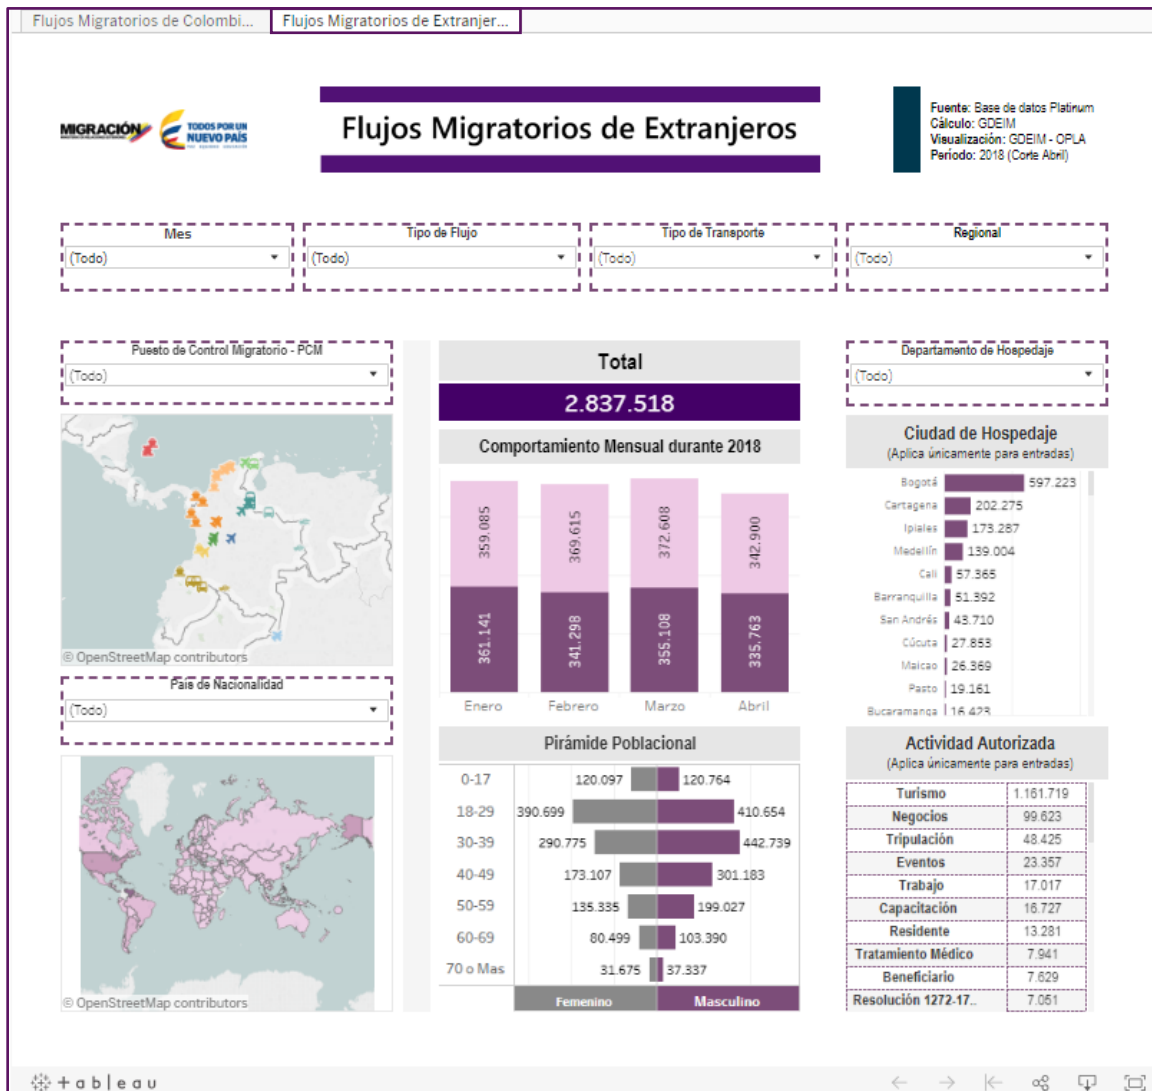 Flujos Migratorios de Colombi...
Flujos Migratorios de Extranjer...
MIGRACIÓN
TODOS POR UN
NUEVO PAÍS
Flujos Migratorios de Extranjeros
Fuente: Base de datos Platinum
Cálculo: GDEIM
Visualización: GDEIM - OPLA
Período: 2018 (Corte Abril)
Mes
(Todo)
Tipo de Flujo
(Todo)
Tipo de Transporte
(Todo)
Regional
(Todo)
Puesto de Control Migratorio - PCM
(Todo)
© OpenStreetMap contributors
País de Nacionalidad
(Todo)
© OpenStreetMap contributors
Total
2.837.518
Comportamiento Mensual durante 2018
359.085
369.615
372.608
342.900
361.141
341.298
355.108
335.763
Enero
Febrero
Marzo
Abril
Pirámide Poblacional
0-17 120.097 120.764
18-29 390.699 410.654
30-39 290.775 442.739
40-49 173.107 301.183
50-59 135.335 199.027
60-69 80.499 103.390
70 o Mas 31.675 37.337
Femenino Masculino
Departamento de Hospedaje
(Todo)
Ciudad de Hospedaje
(Aplica únicamente para entradas)
Bogotá 597.223
Cartagena 202.275
Ipiales 173.287
Medellín 139.004
Cali 57.365
Barranquilla 51.392
San Andrés 43.710
Cúcuta 27.853
Maicao 26.369
Pasto 19.161
Bucaramanga 16.423
Actividad Autorizada
(Aplica únicamente para entradas)
Turismo 1.161.719
Negocios 99.623
Tripulación 48.425
Eventos 23.357
Trabajo 17.017
Capacitación 16.727
Residente 13.281
Tratamiento Médico 7.941
Beneficiario 7.629
Resolución 1272-17.. 7.051
+ a b | e a u